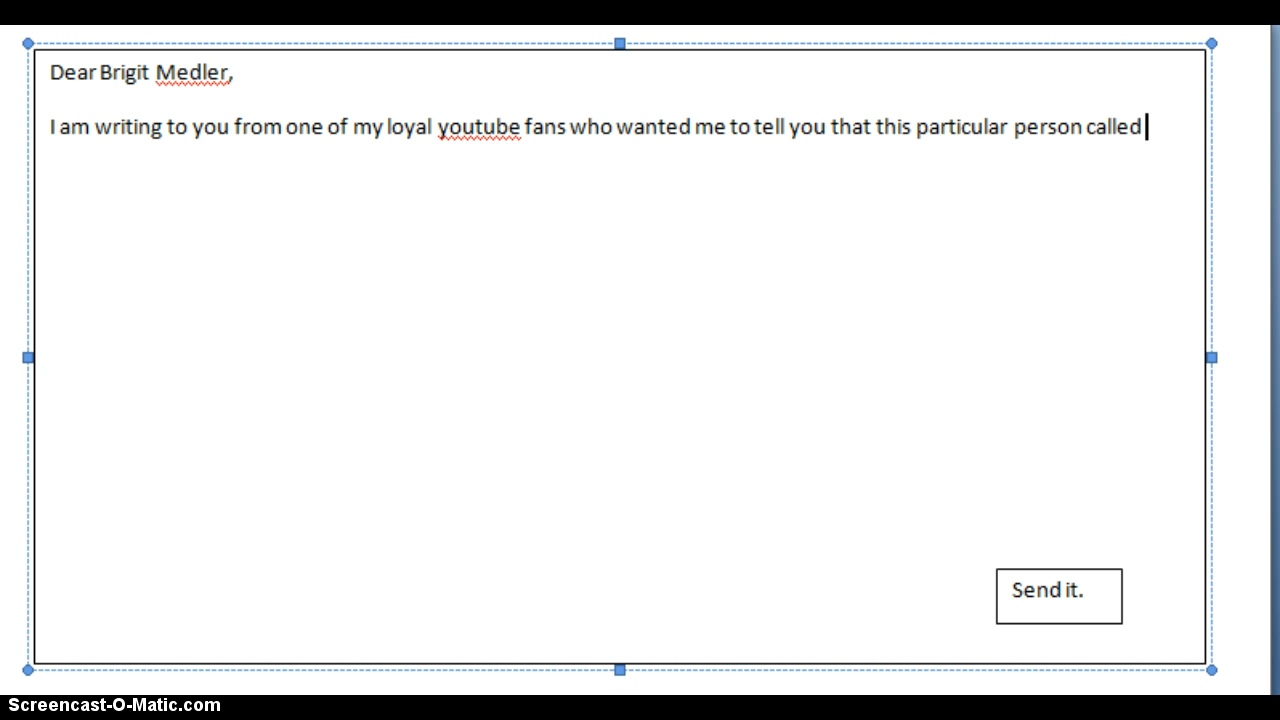 Dear Brigit Medler,
I am writing to you from one of my loyal youtube fans who wanted me to tell you that this particular person called
Send it.
Screencast-O-Matic.com